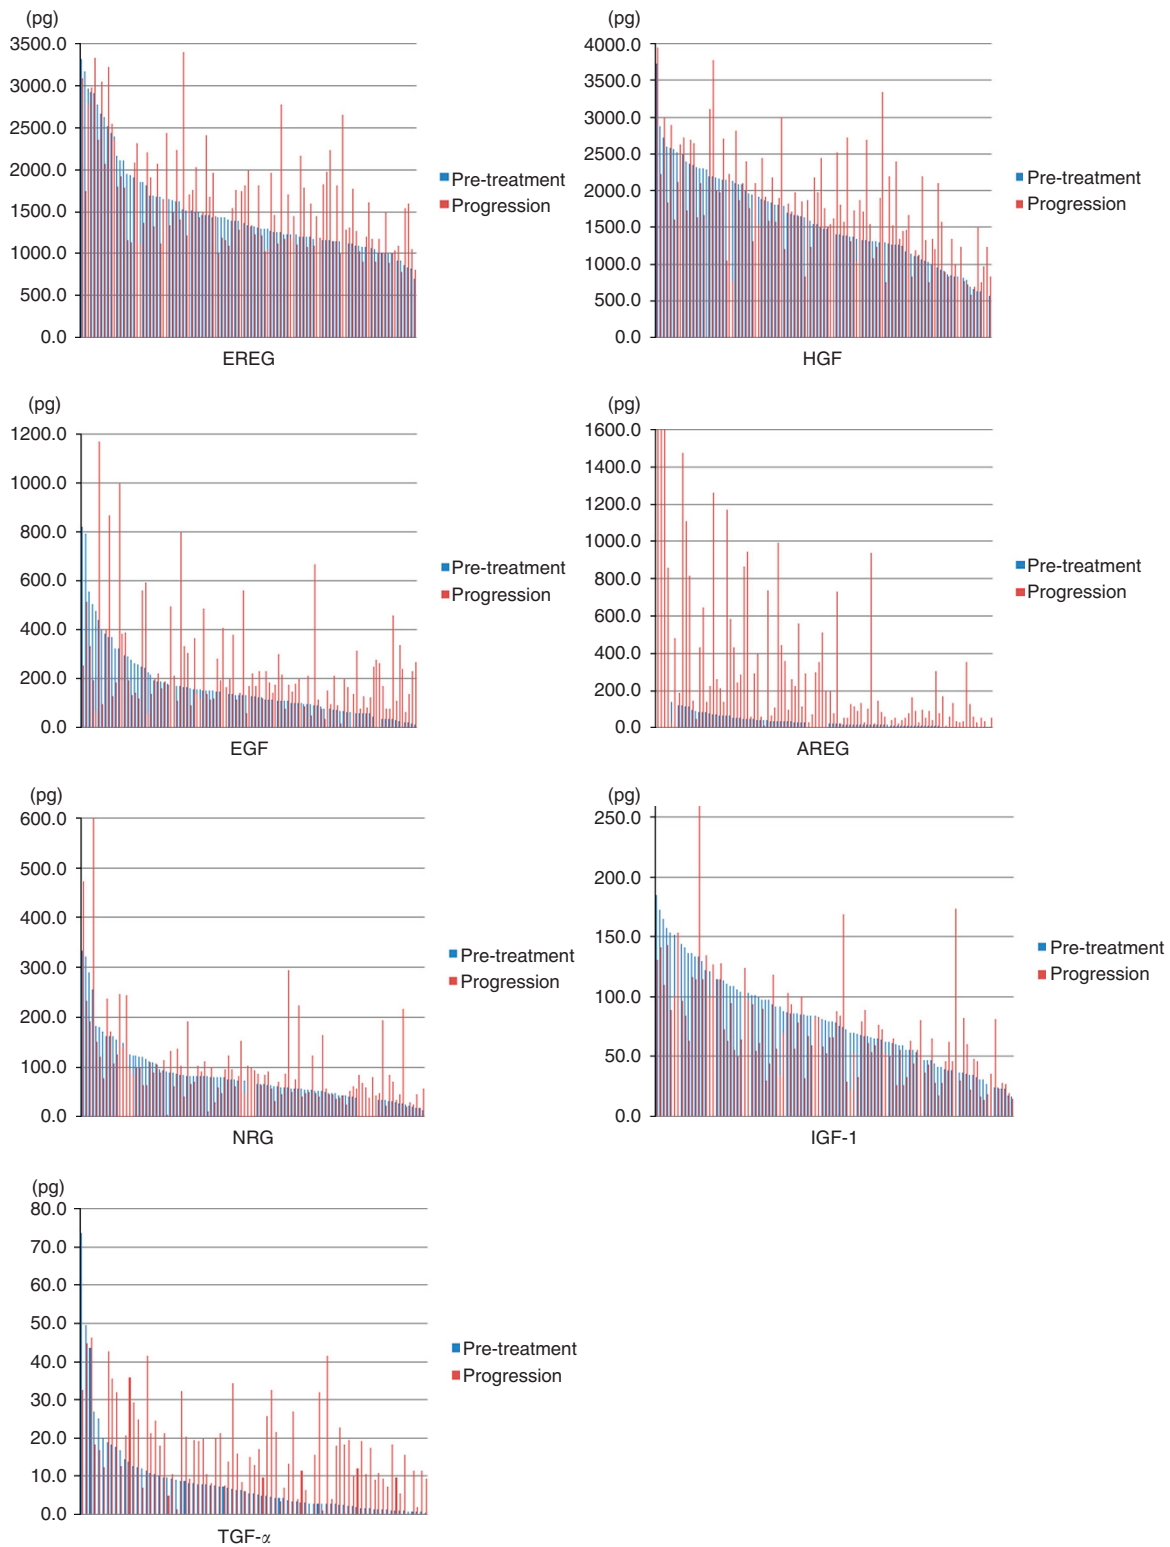 (pg)
3500.0
3000.0
2500.0
2000.0
1500.0
1000.0
500.0
0.0
EREG
Pre-treatment
Progression
(pg)
4000.0
3500.0
3000.0
2500.0
2000.0
1500.0
1000.0
500.0
0.0
HGF
Pre-treatment
Progression
(pg)
1200.0
1000.0
800.0
600.0
400.0
200.0
0.0
EGF
Pre-treatment
Progression
(pg)
1600.0
1400.0
1200.0
1000.0
800.0
600.0
400.0
200.0
0.0
AREG
Pre-treatment
Progression
(pg)
600.0
500.0
400.0
300.0
200.0
100.0
0.0
NRG
Pre-treatment
Progression
(pg)
250.0
200.0
150.0
100.0
50.0
0.0
IGF-1
Pre-treatment
Progression
(pg)
80.0
70.0
60.0
50.0
40.0
30.0
20.0
10.0
0.0
TGF-α
Pre-treatment
Progression